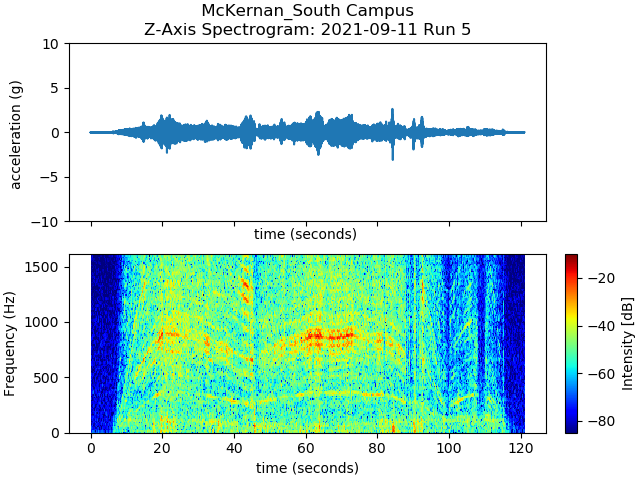 McKernan_South Campus
Z-Axis Spectrogram: 2021-09-11 Run 5
10
5
0
−5
−10
acceleration (g)
time (seconds)
1500
1000
500
0
Frequency (Hz)
0 20 40 60 80 100 120
time (seconds)
−20
−40
−60
−80
Intensity [dB]